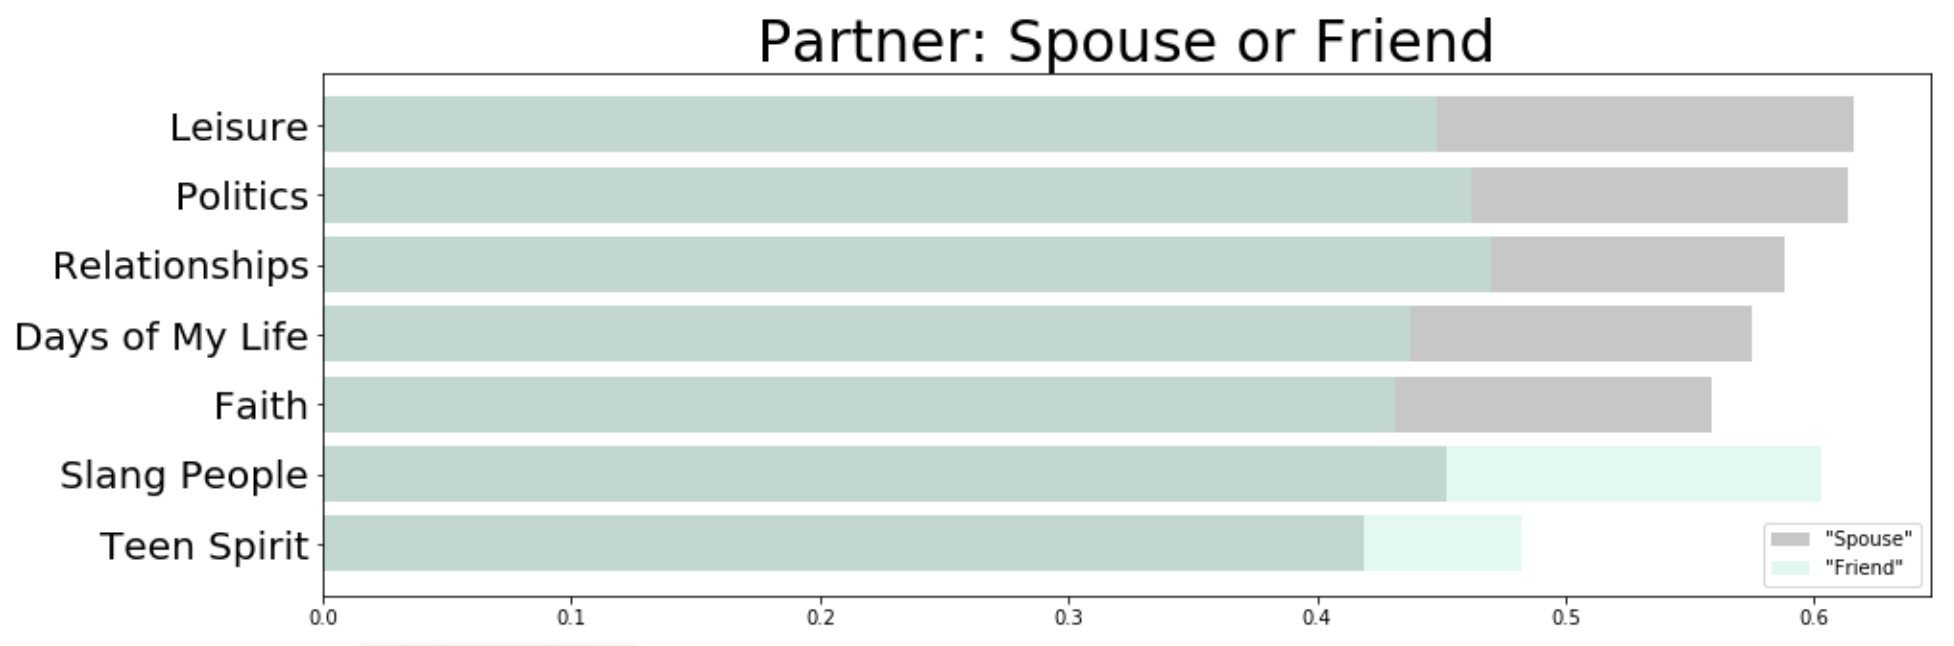 Partner: Spouse or Friend
Leisure
Politics
Relationships
Days of My Life
Faith
Slang People
Teen Spirit
"Spouse"
"Friend"
0.0 0.1 0.2 0.3 0.4 0.5 0.6